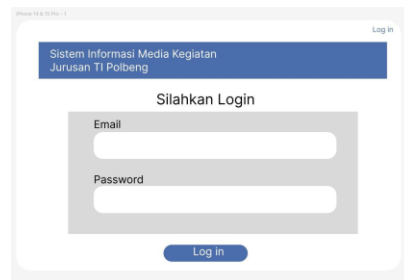 iPhone 14 & 15 Pro - 1
Log in
Sistem Informasi Media Kegiatan
Jurusan TI Polbeng
Silahkan Login
Email
Password
Log in